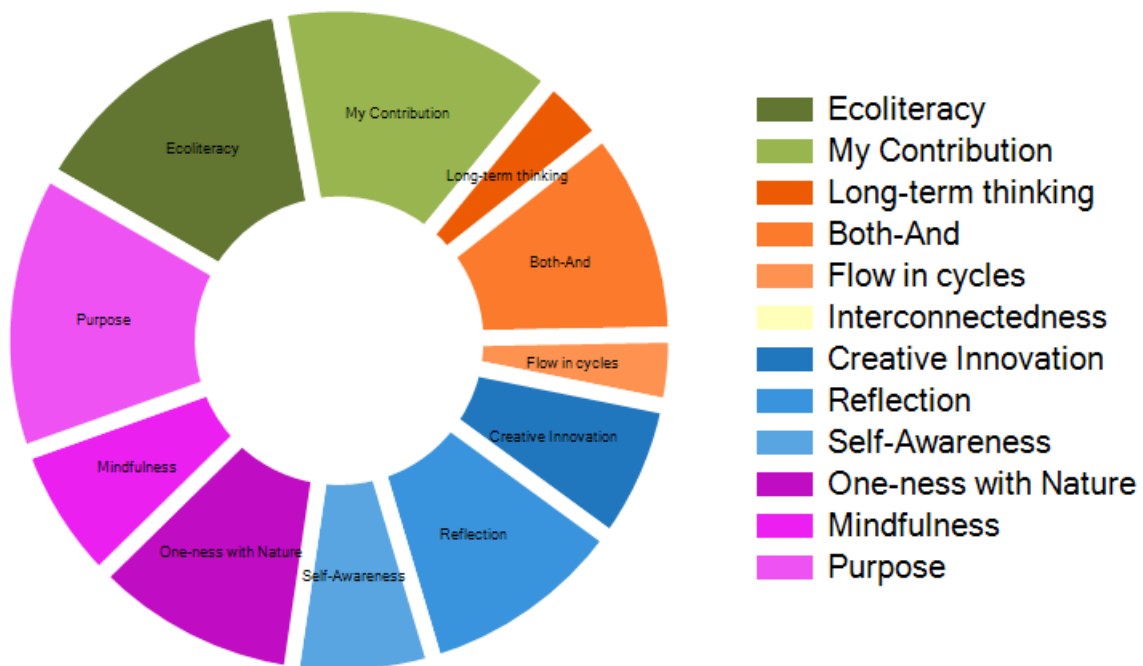 My Contribution
Ecoliteracy
Long-term thinking
Both-And
Purpose
Flow in cycles
Creative Innovation
Mindfulness
Reflection
One-ness with Nature
Self-Awareness
Ecoliteracy
My Contribution
Long-term thinking
Both-And
Flow in cycles
Interconnectedness
Creative Innovation
Reflection
Self-Awareness
One-ness with Nature
Mindfulness
Purpose